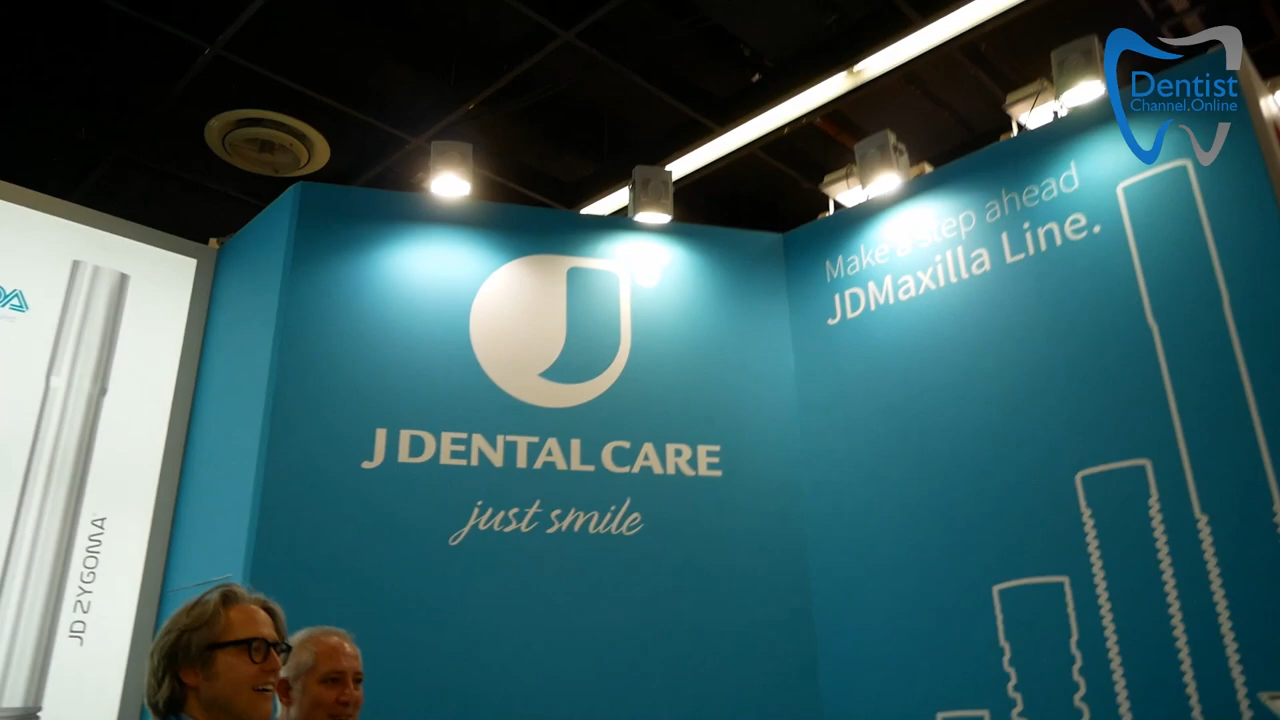 Dentist
Channel.Online
Make a step ahead
JDMaxilla Line.
J DENTAL CARE
just smile
JD ZYGOMA